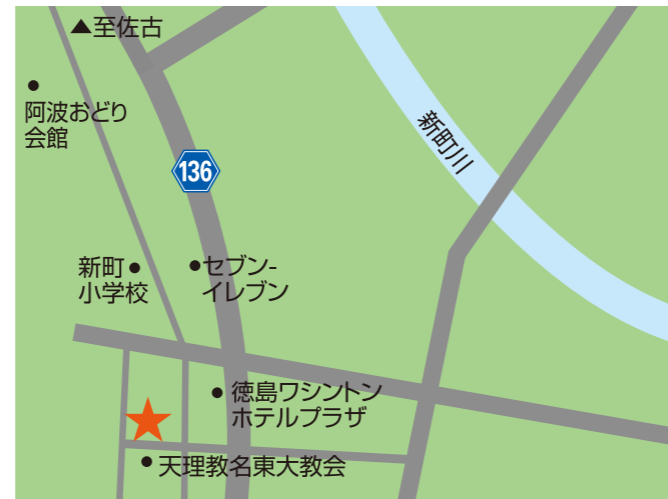 ▲至佐古
阿波おどり
会館
136
新町川
新町
小学校
セブン-
イレブン
徳島ワシントン
ホテルプラザ
天理教名東大教会